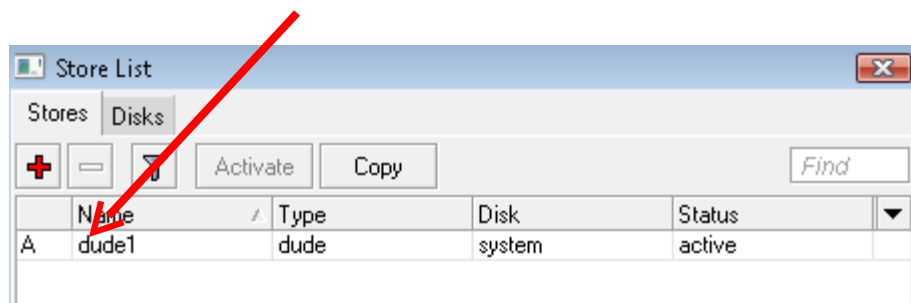 Store List
Stores Disks
Activate Copy Find
Name Type Disk Status
A dude1 dude system active